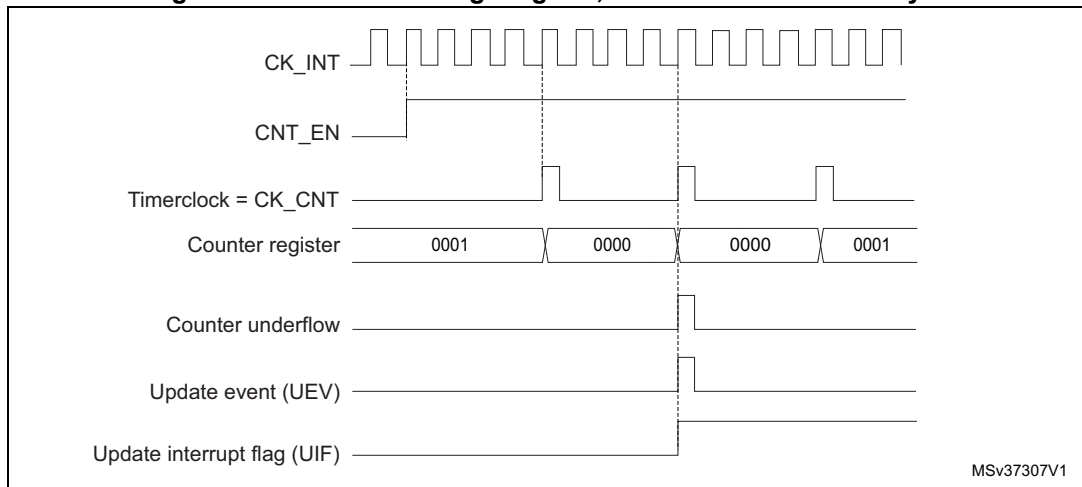 CK_INT
CNT_EN
Timerclock = CK_CNT
Counter register 0001 0000 0000 0001
Counter underflow
Update event (UEV)
Update interrupt flag (UIF)
MSv37307V1